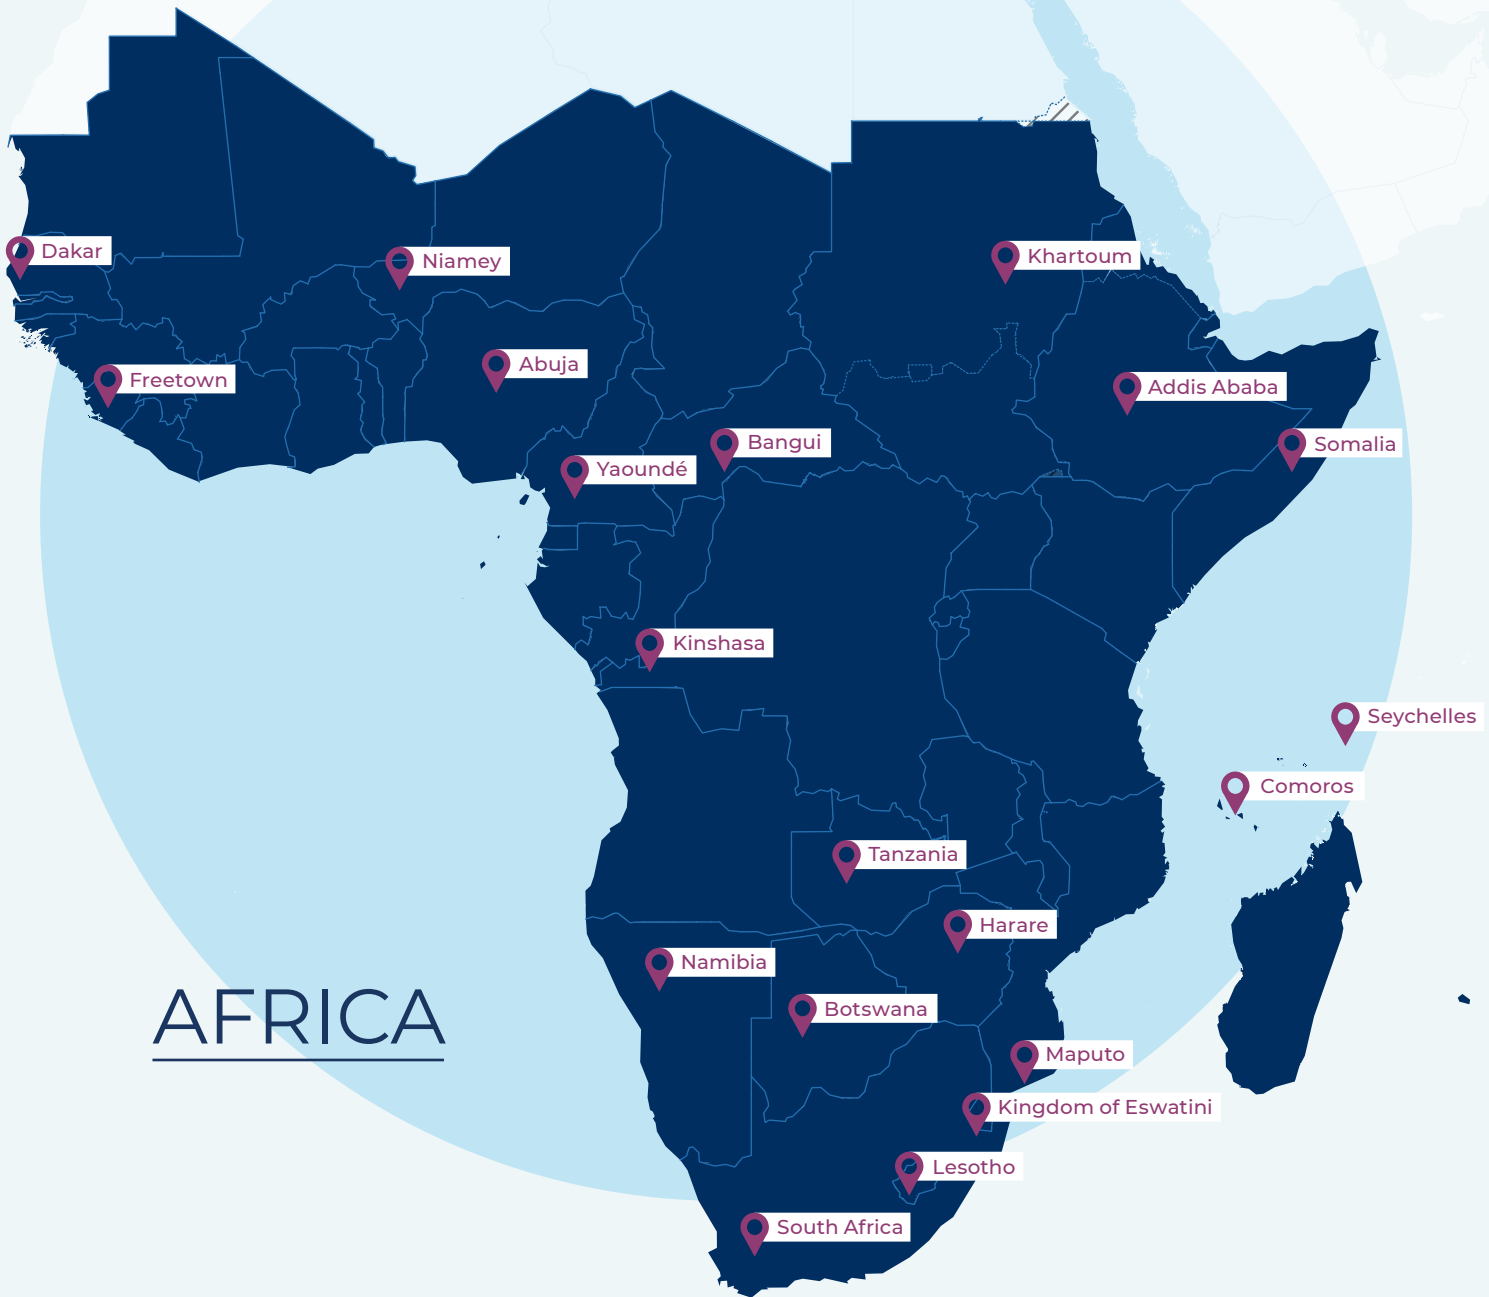 Dakar
Niamey
Khartoum
Abuja
Freetown
Addis Ababa
Bangui
Somalia
Yaoundé
Kinshasa
Seychelles
Comoros
Tanzania
Harare
Namibia
Botswana
AFRICA
Maputo
Kingdom of Eswatini
Lesotho
South Africa